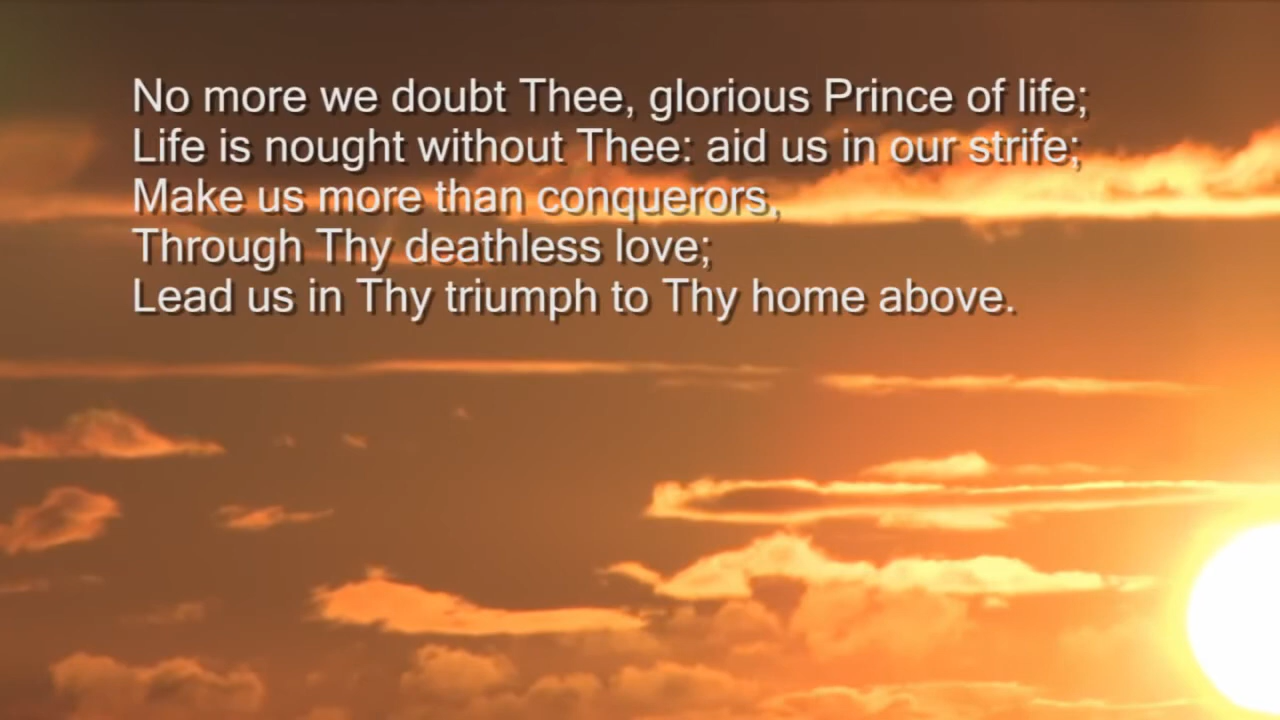 No more we doubt Thee, glorious Prince of life;
Life is nought without Thee: aid us in our strife;
Make us more than conquerors,
Through Thy deathless love;
Lead us in Thy triumph to Thy home above.